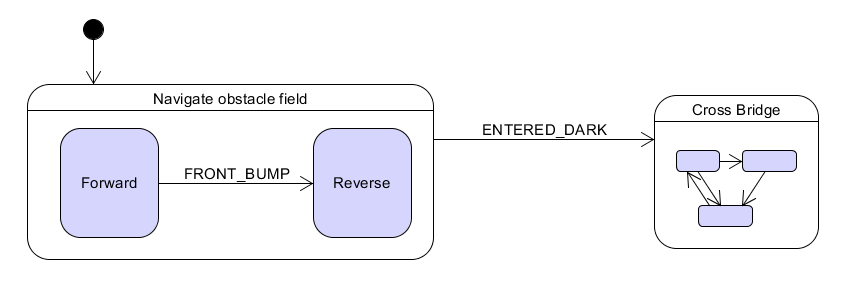 Navigate obstacle field
Forward
FRONT_BUMP
Reverse
ENTERED_DARK
Cross Bridge